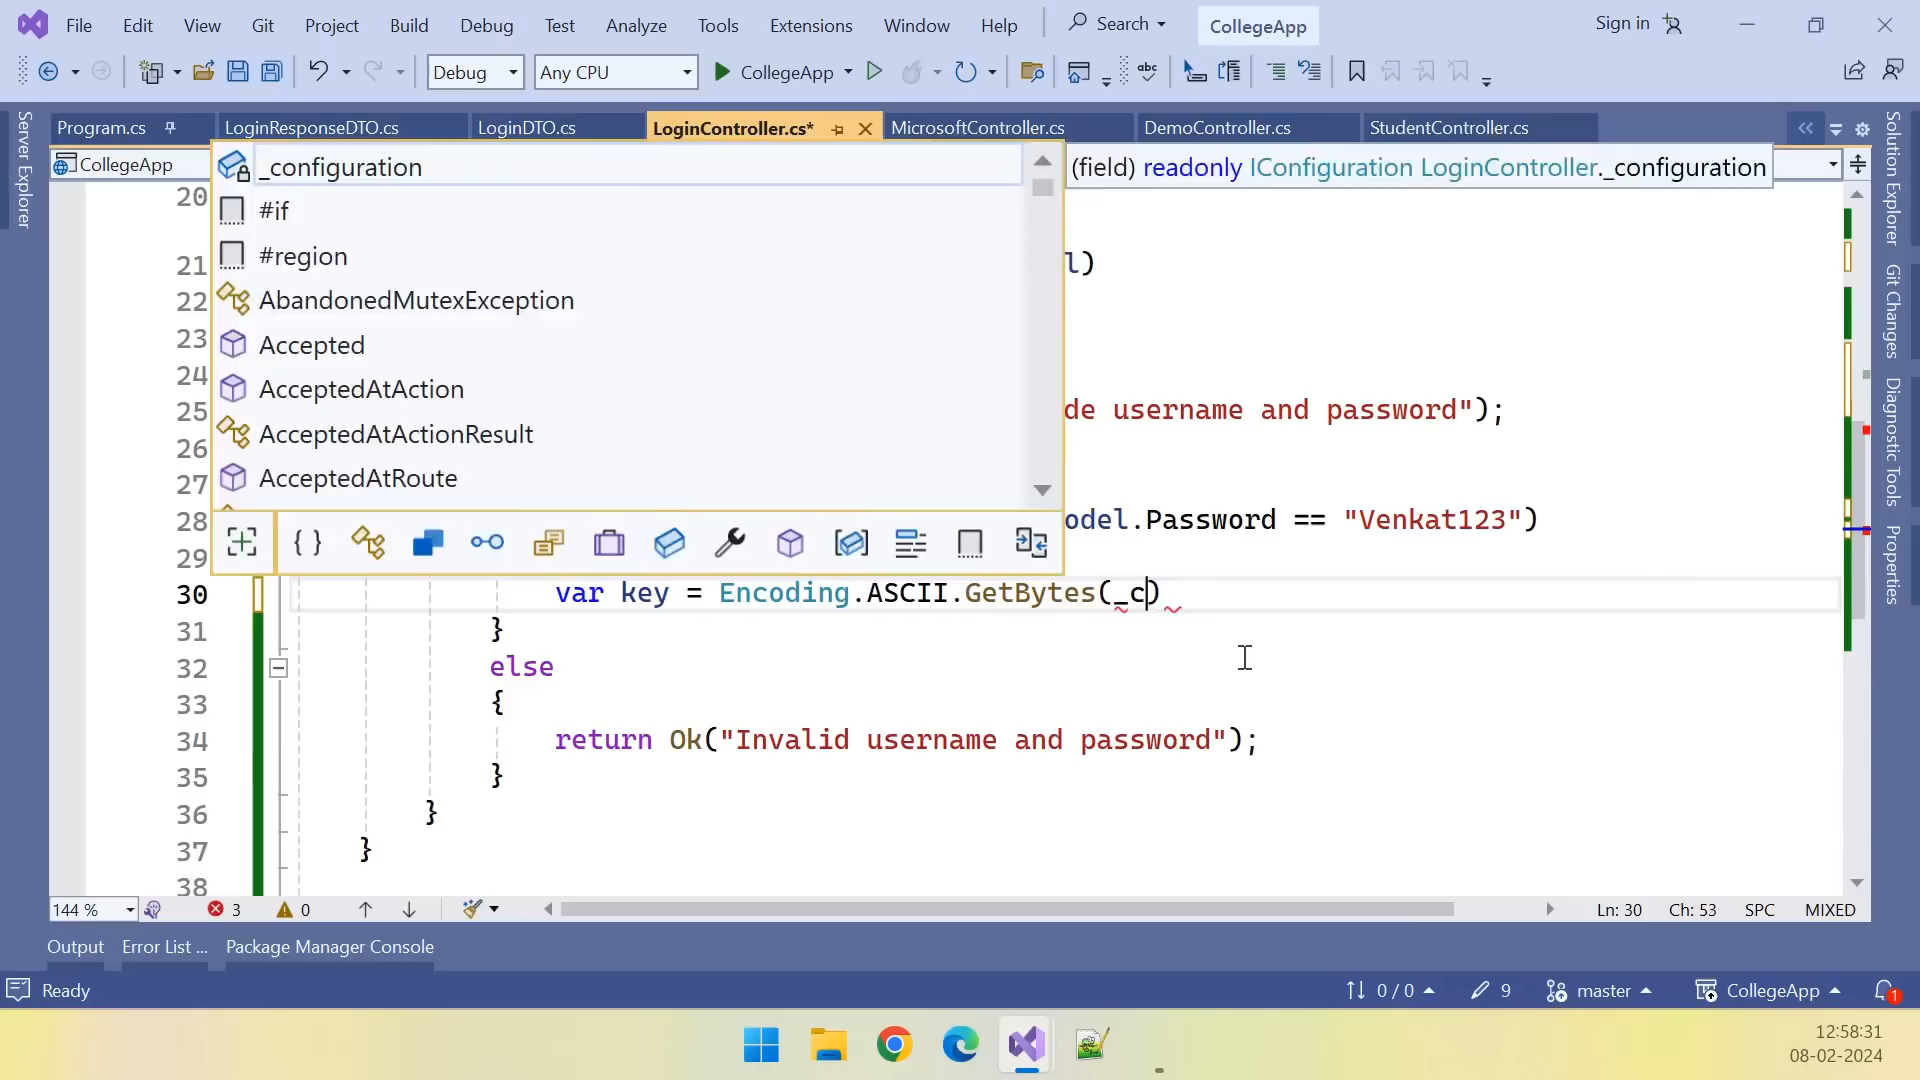 File Edit View Git Project Build Debug Test Analyze Tools Extensions Window Help Search CollegeApp Sign in
Debug Any CPU CollegeApp abc
Program.cs LoginResponseDTO.cs LoginDTO.cs LoginController.cs* MicrosoftController.cs DemoController.cs StudentController.cs
CollegeApp
_configuration
(field) readonly IConfiguration LoginController._configuration
#if
#region
AbandonedMutexException
Accepted
AcceptedAtAction
AcceptedAtActionResult
AcceptedAtRoute
20
21 l)
22
23
24
25 de username and password");
26
27
28 odel.Password == "Venkat123")
29
30 var key = Encoding.ASCII.GetBytes(_c)
31 }
32 else
33 {
34 return Ok("Invalid username and password");
35 }
36 }
37 }
38
Server Explorer
Solution Explorer
Git Changes
Diagnostic Tools
Properties
144 % 3 0 Ln: 30 Ch: 53 SPC MIXED
Output Error List ... Package Manager Console
Ready 0 / 0 9 master CollegeApp 1
12:58:31
08-02-2024